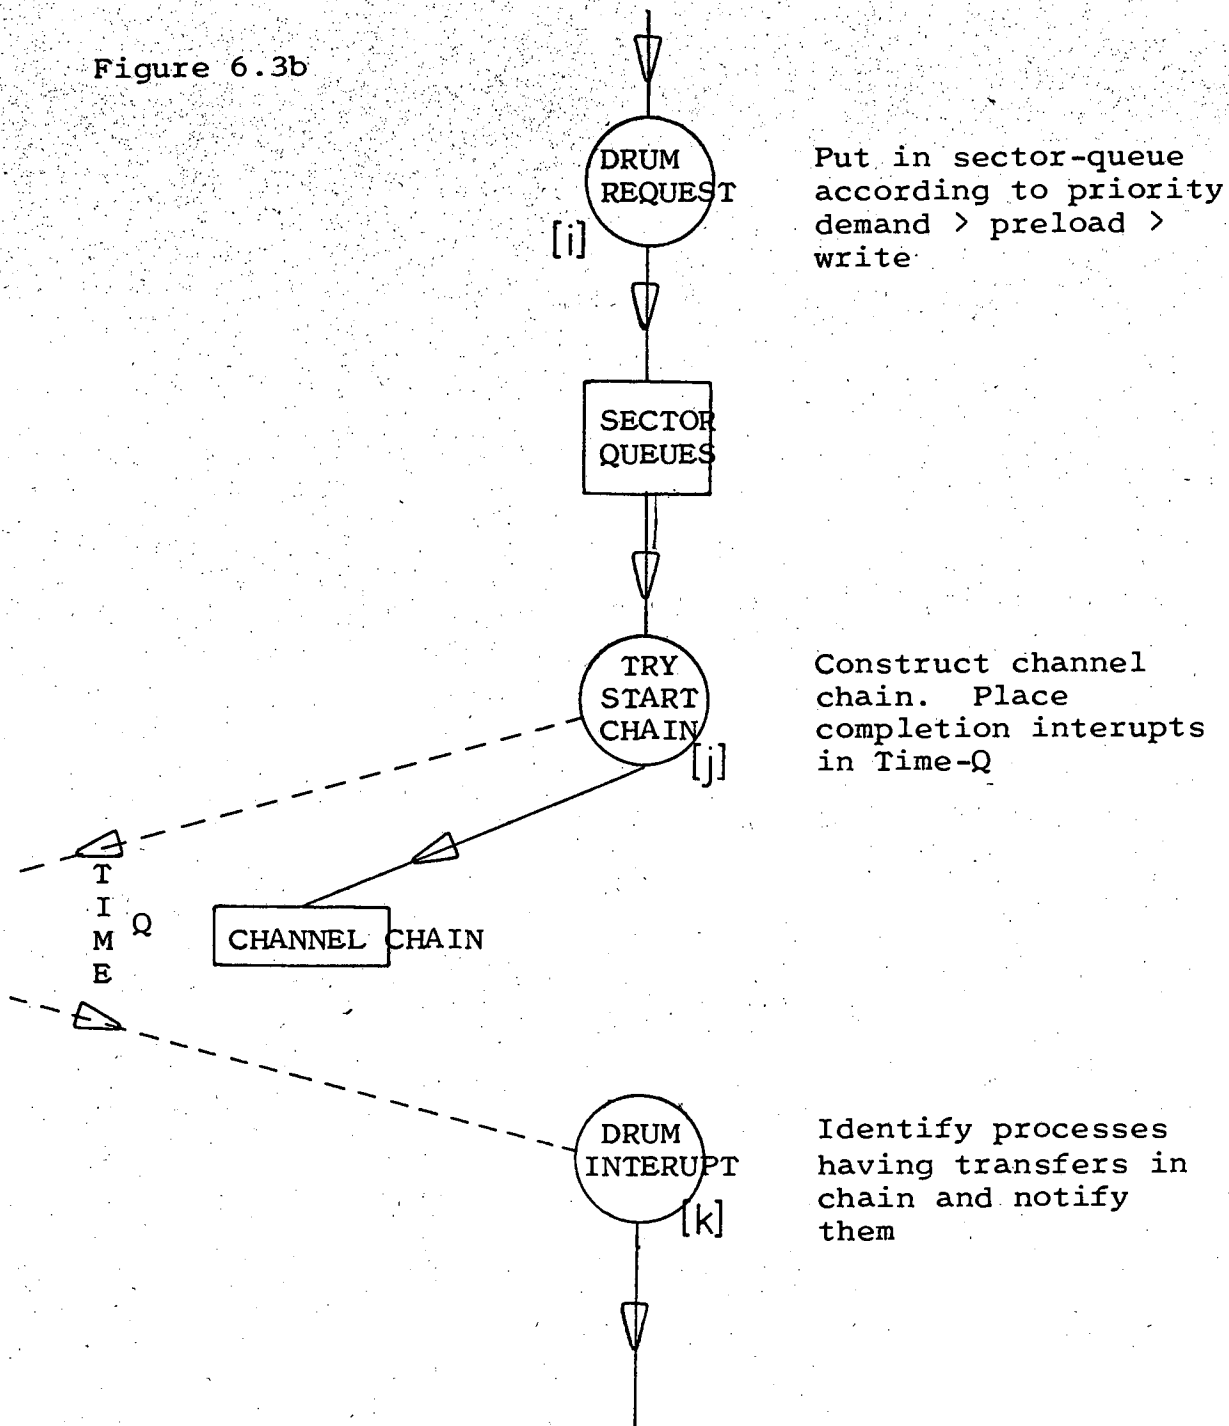 Figure 6.3b
DRUM
REQUEST
[i]
Put in sector-queue
according to priority
demand > preload >
write
SECTOR
QUEUES
TRY
START
CHAIN
[j]
Construct channel
chain. Place
completion interupts
in Time-Q
T
I
M
E
Q
CHANNEL CHAIN
DRUM
INTERUPT
[k]
Identify processes
having transfers in
chain and notify
them